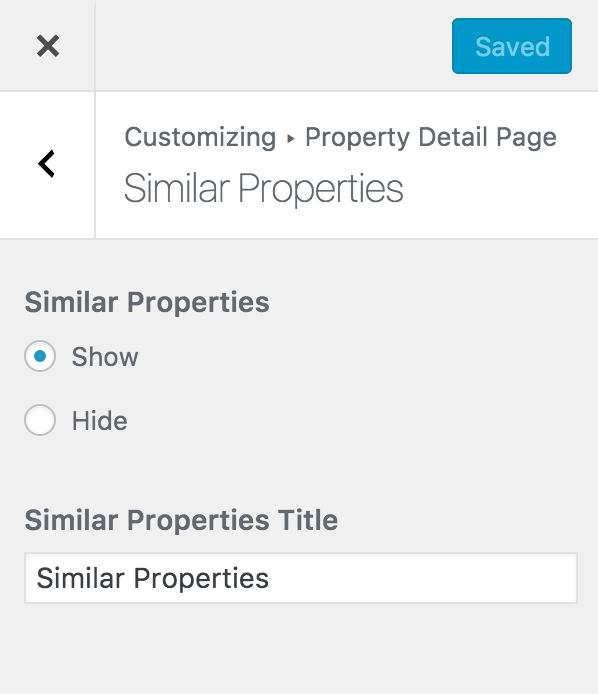 Saved
Customizing ▸ Property Detail Page
Similar Properties
Similar Properties
Show
Hide
Similar Properties Title
Similar Properties